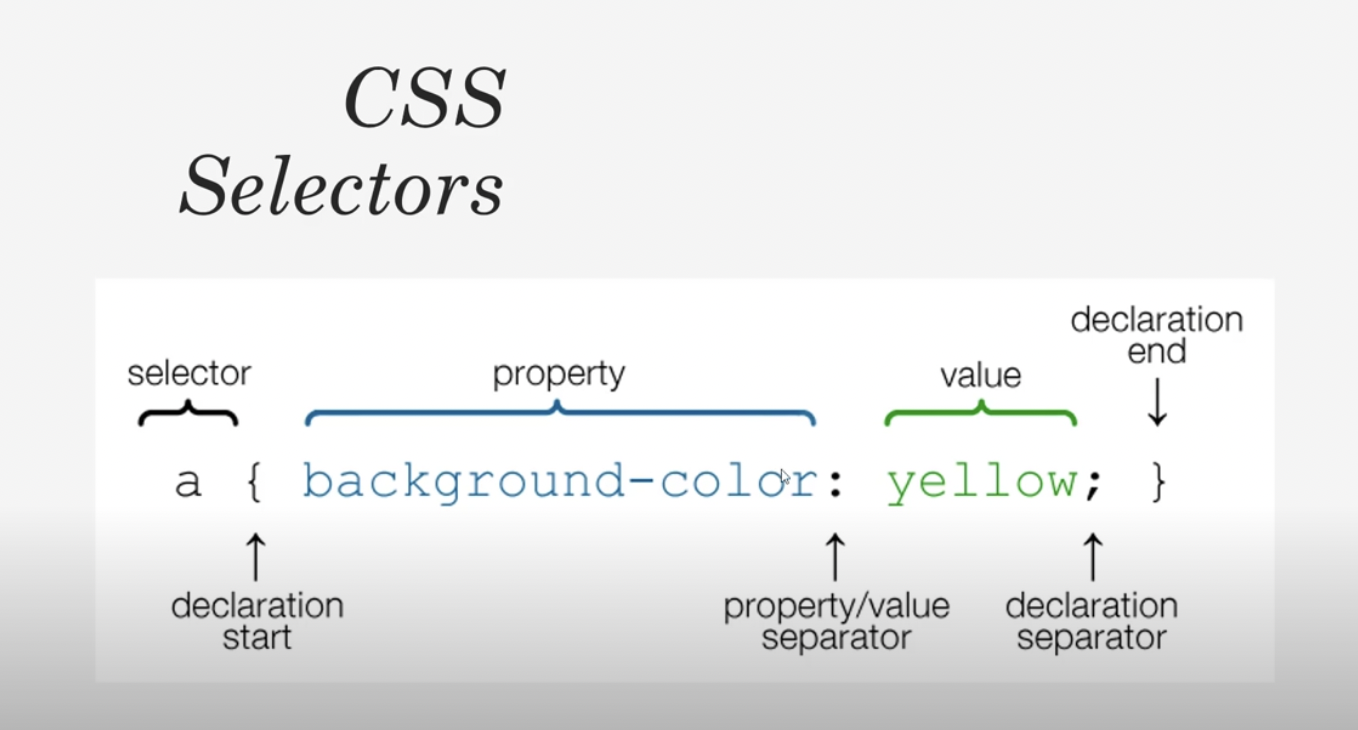 CSS
Selectors
declaration
end
selector
property
value
a { background-color: yellow; }
declaration
start
property/value
separator
declaration
separator